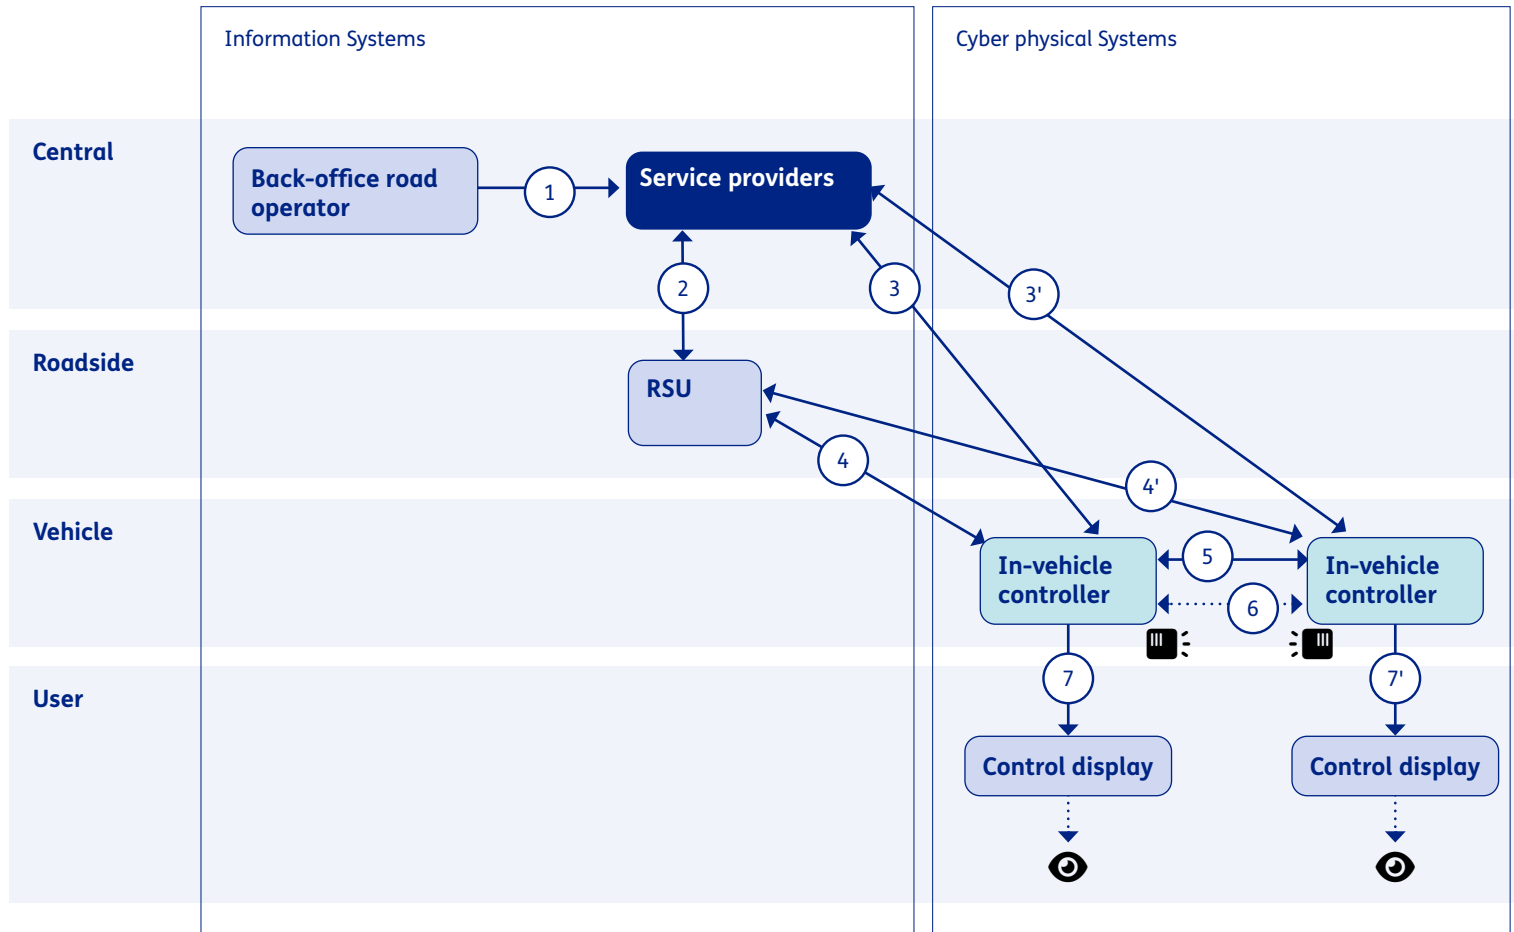 Information Systems
Cyber physical Systems
Central
Back-office road
operator
1
Service providers
2
3
3'
Roadside
RSU
4
4'
Vehicle
In-vehicle
controller
5
6
In-vehicle
controller
User
7
7'
Control display
Control display